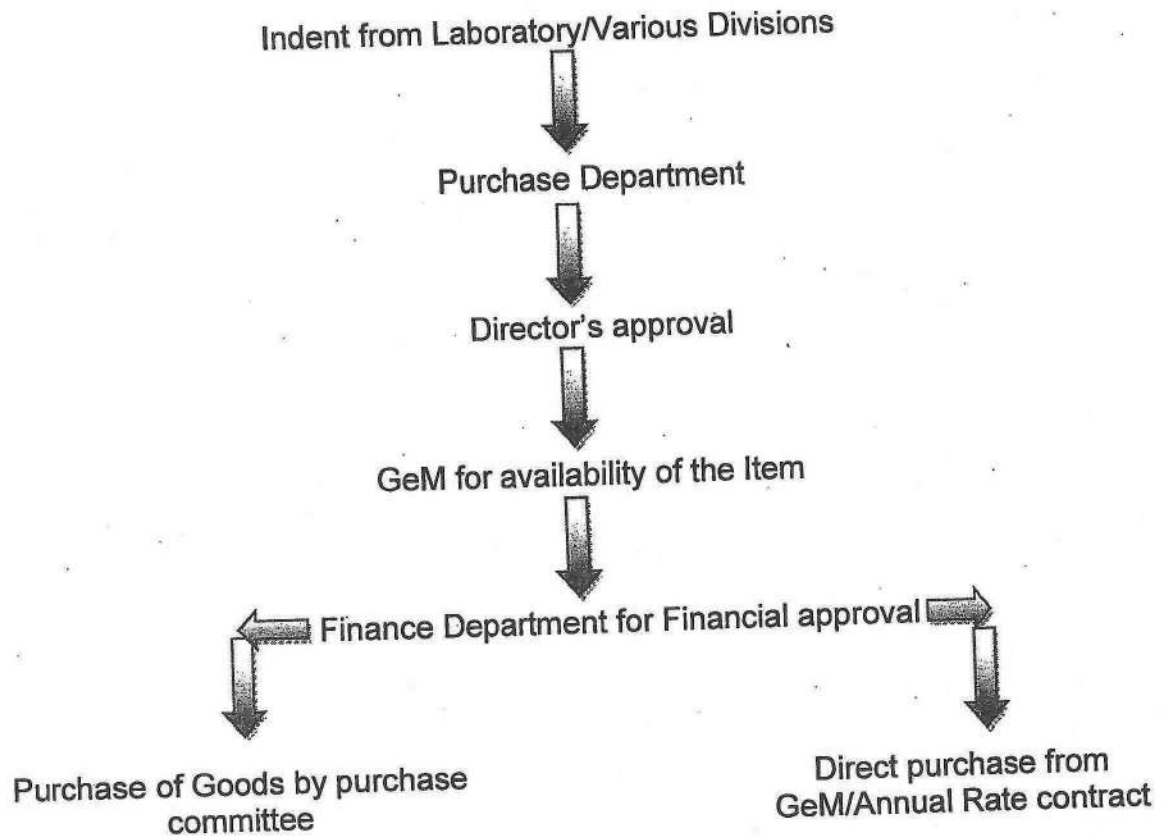 Indent from Laboratory/Various Divisions
Purchase Department
Director's approval
GeM for availability of the Item
Finance Department for Financial approval
Purchase of Goods by purchase
committee
Direct purchase from
GeM/Annual Rate contract